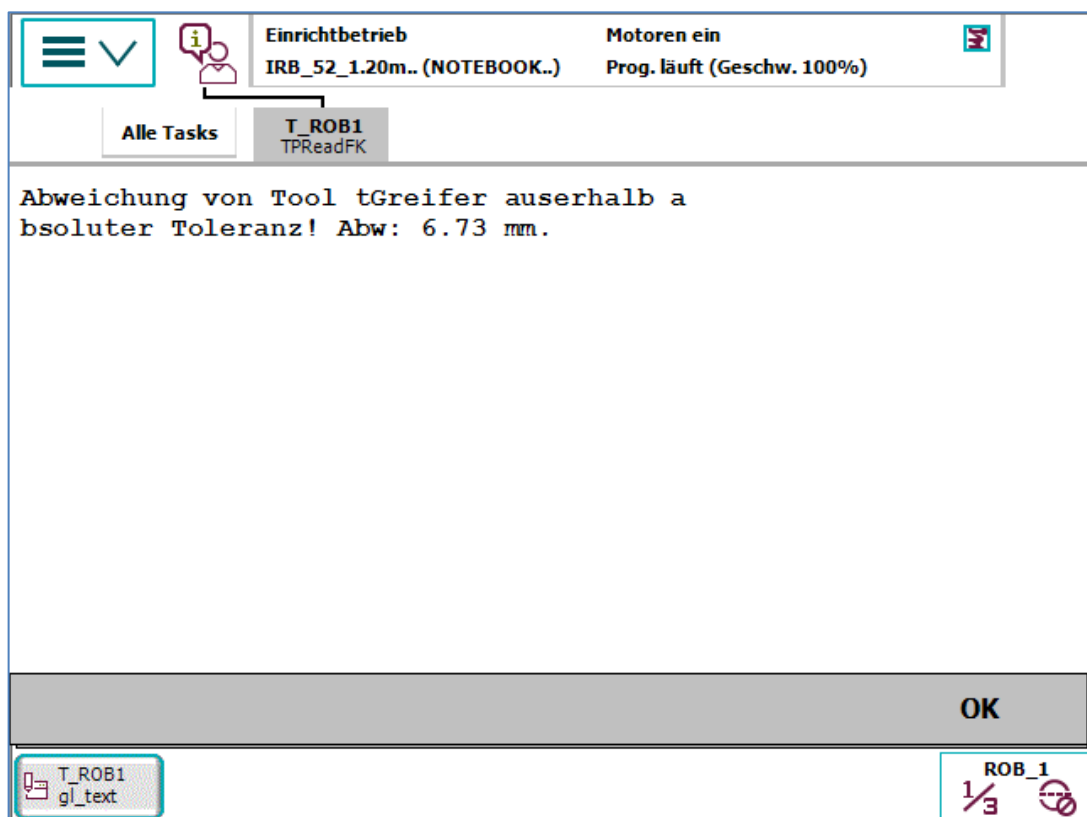 Einrichtbetrieb
IRB_52_1.20m.. (NOTEBOOK..)
Motoren ein
Prog. läuft (Geschw. 100%)
Alle Tasks
T_ROB1
TPReadFK
Abweichung von Tool tGreifer auserhalb a
bsoluter Toleranz! Abw: 6.73 mm.
OK
T_ROB1
gl_text
ROB_1
1/3